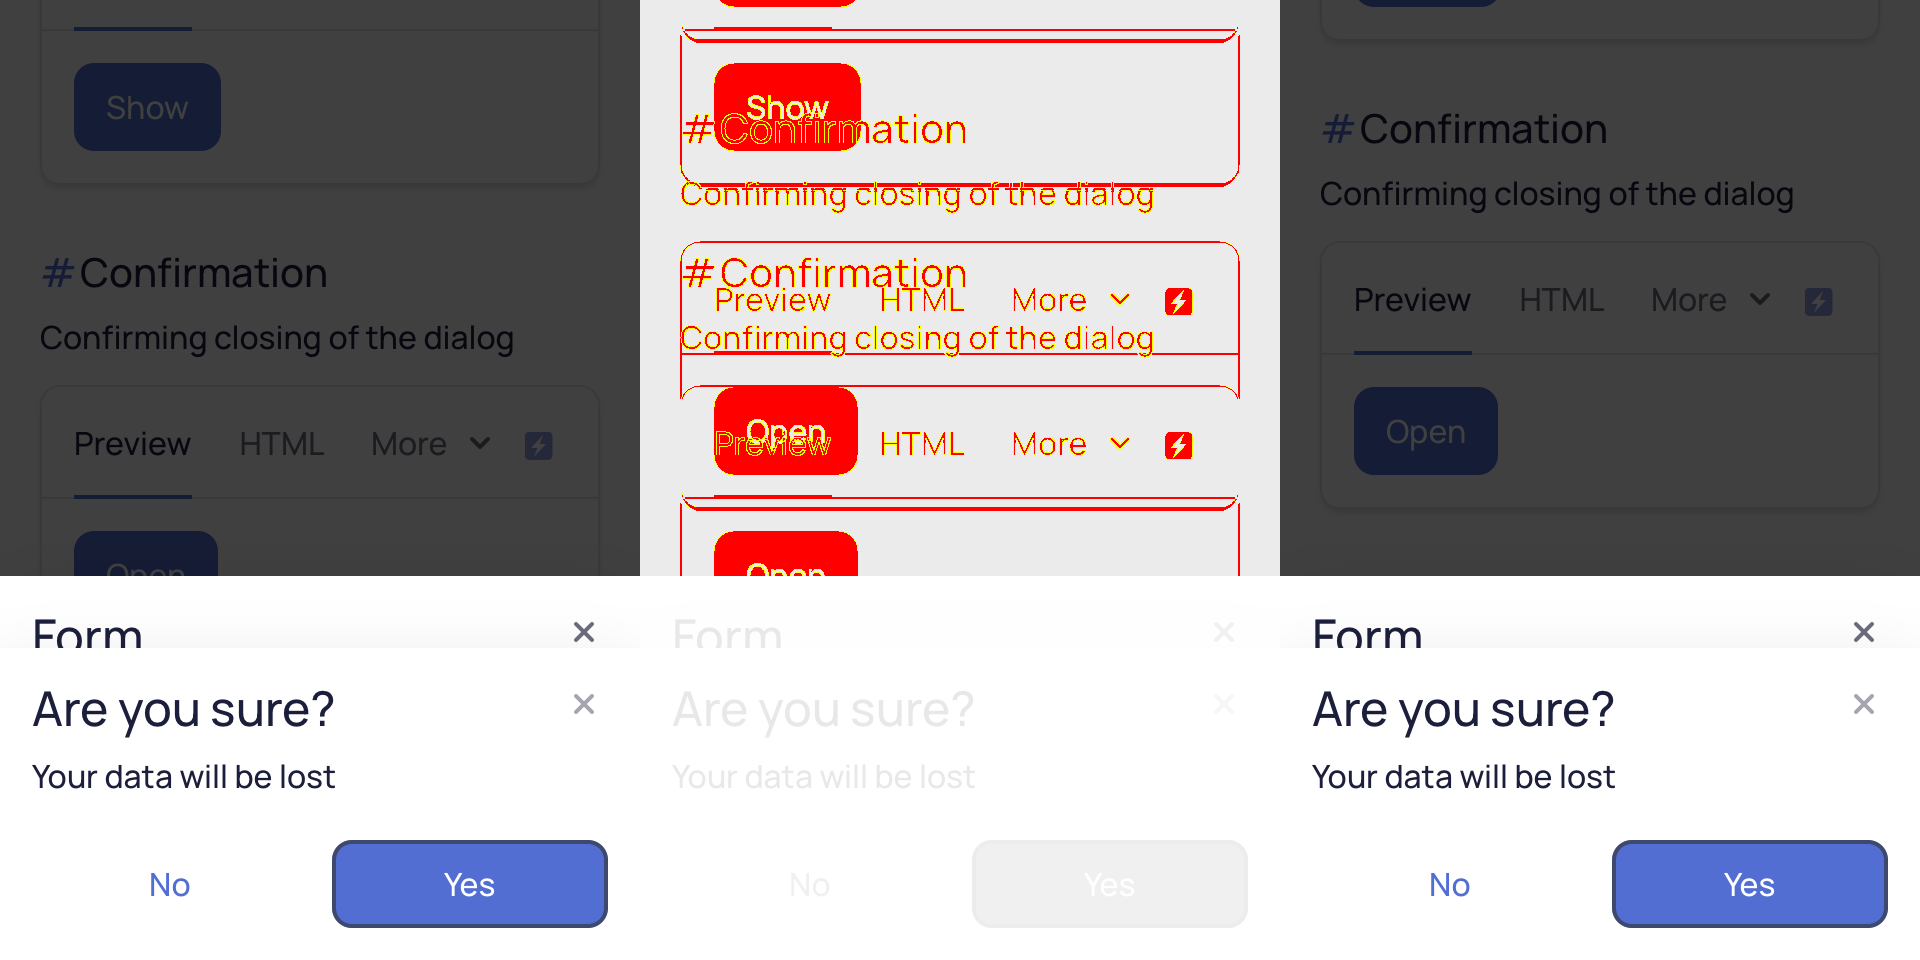 Show
# Confirmation
Confirming closing of the dialog
Preview HTML More
Open
Form
Are you sure?
Your data will be lost
No Yes
Show
# Confirmation
Confirming closing of the dialog
# Confirmation
Preview HTML More
Confirming closing of the dialog
Open
Preview HTML More
Open
Form
Are you sure?
Your data will be lost
No Yes
# Confirmation
Confirming closing of the dialog
Preview HTML More
Open
Form
Are you sure?
Your data will be lost
No Yes